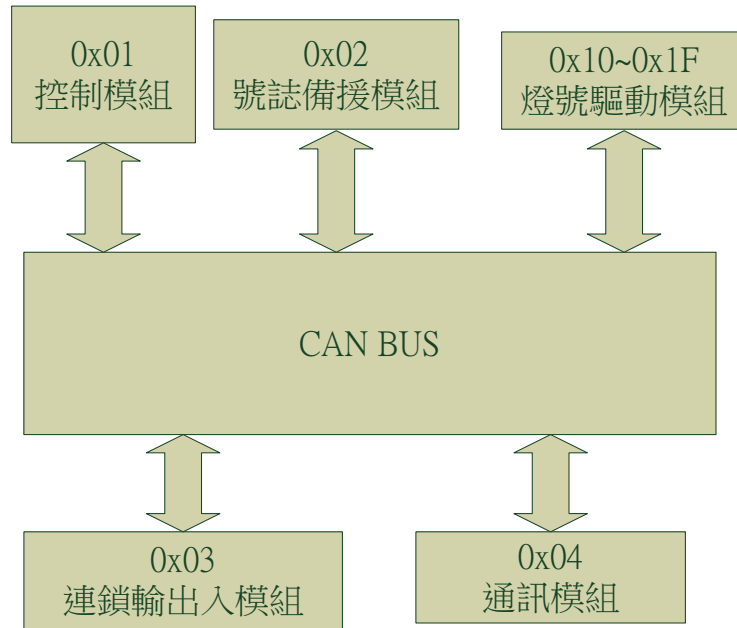 0x01
控制模組
0x02
號誌備援模組
0x10~0x1F
燈號驅動模組
CAN BUS
0x03
連鎖輸出入模組
0x04
通訊模組